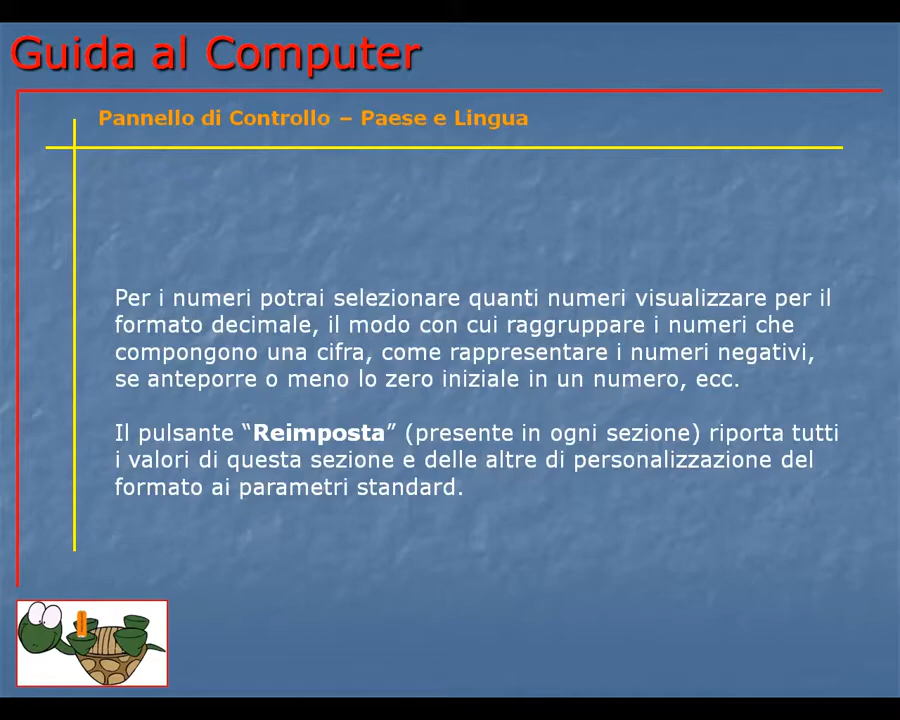 Guida al Computer
Pannello di Controllo – Paese e Lingua
Per i numeri potrai selezionare quanti numeri visualizzare per il
formato decimale, il modo con cui raggruppare i numeri che
compongono una cifra, come rappresentare i numeri negativi,
se anteporre o meno lo zero iniziale in un numero, ecc.
Il pulsante “Reimposta” (presente in ogni sezione) riporta tutti
i valori di questa sezione e delle altre di personalizzazione del
formato ai parametri standard.